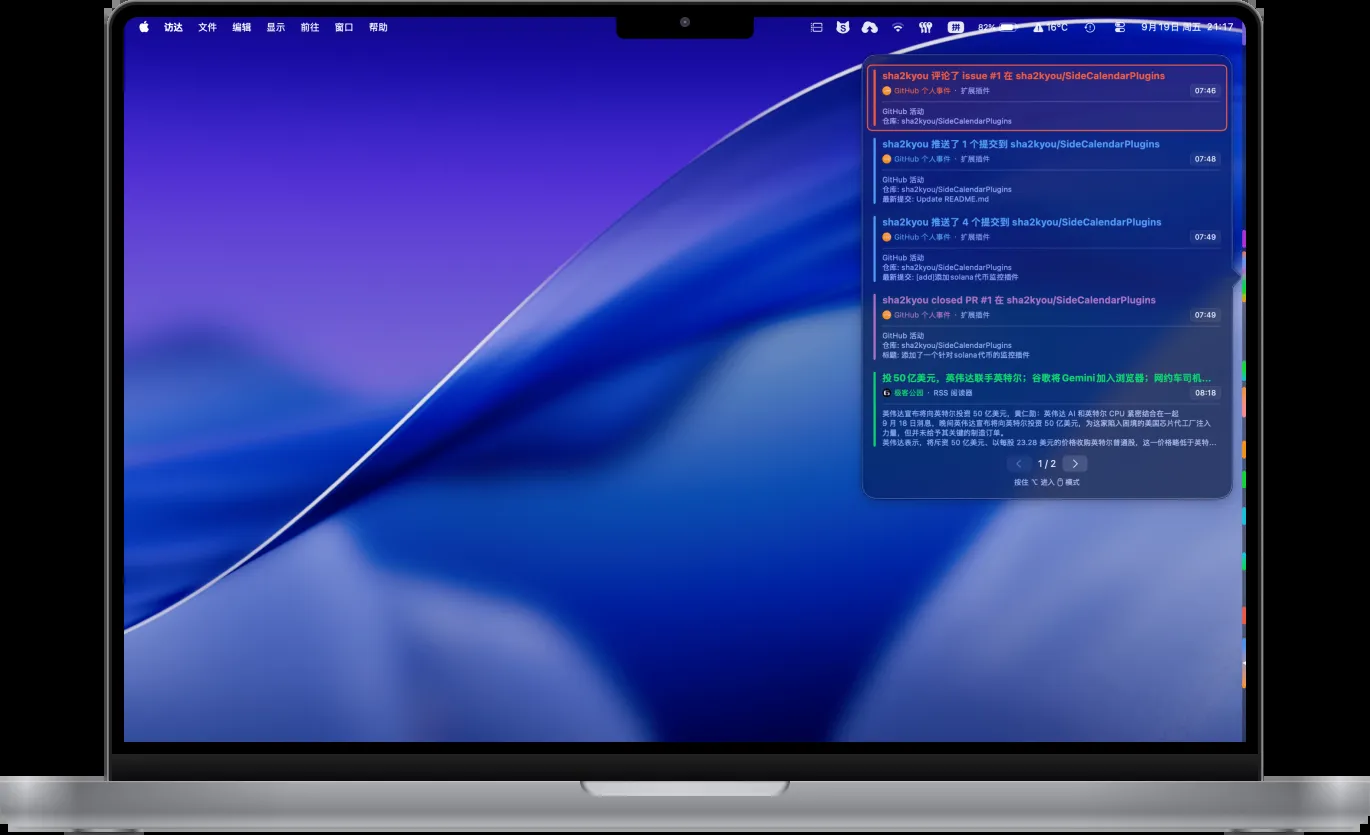 访达 文件 编辑 显示 前往 窗口 帮助
拼 82% 16°C 9月19日 周五 21:17
sha2kyou 评论了 issue #1 在 sha2kyou/SideCalendarPlugins
GitHub 个人事件 · 扩展插件 07:46
GitHub 活动
仓库: sha2kyou/SideCalendarPlugins
sha2kyou 推送了 1 个提交到 sha2kyou/SideCalendarPlugins
GitHub 个人事件 · 扩展插件 07:48
GitHub 活动
仓库: sha2kyou/SideCalendarPlugins
最新提交: Update README.md
sha2kyou 推送了 4 个提交到 sha2kyou/SideCalendarPlugins
GitHub 个人事件 · 扩展插件 07:49
GitHub 活动
仓库: sha2kyou/SideCalendarPlugins
最新提交: [add]添加solana代币监控插件
sha2kyou closed PR #1 在 sha2kyou/SideCalendarPlugins
GitHub 个人事件 · 扩展插件 07:49
GitHub 活动
仓库: sha2kyou/SideCalendarPlugins
标题: 添加了一个针对solana代币的监控插件
投50亿美元，英伟达联手英特尔；谷歌将Gemini加入浏览器；网约车司机...
极客公园 · RSS 阅读器 08:18
英伟达宣布将向英特尔投资 50 亿美元，黄仁勋：英伟达 AI 和英特尔 CPU 紧密结合在一起
9 月 18 日消息，晚间英伟达宣布将向英特尔投资 50 亿美元，为这家陷入困境的美国芯片代工厂注入
力量，但并未给予其关键的制造订单。
英伟达表示，将斥资 50 亿美元、以每股 23.28 美元的价格收购英特尔普通股，这一价格略低于英特...
1 / 2
按住 ⌥ 进入 模式